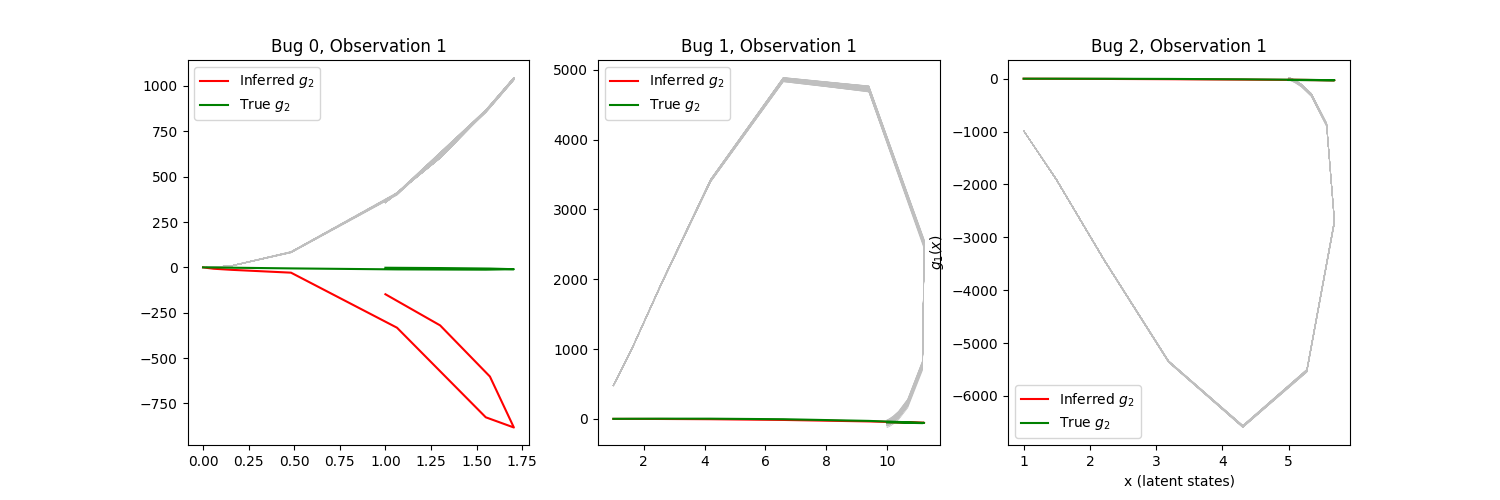 Bug 0, Observation 1
1000
750
500
250
0
−250
−500
−750
0.00 0.25 0.50 0.75 1.00 1.25 1.50 1.75
Inferred g₂
True g₂
Bug 1, Observation 1
5000
4000
3000
2000
1000
0
2 4 6 8 10
Inferred g₂
True g₂
Bug 2, Observation 1
g₁(x)
0
−1000
−2000
−3000
−4000
−5000
−6000
1 2 3 4 5
x (latent states)
Inferred g₂
True g₂